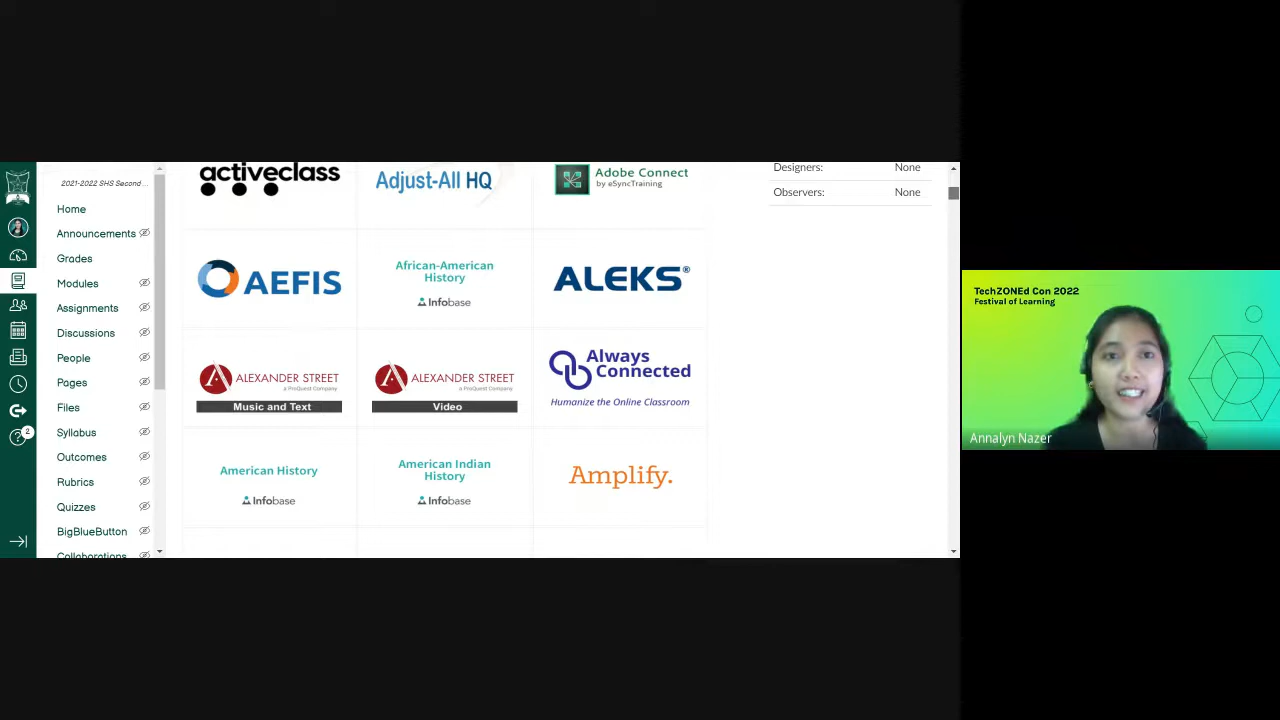 2021-2022 SHS Second ...
Home
Announcements
Grades
Modules
Assignments
Discussions
People
Pages
Files
Syllabus
Outcomes
Rubrics
Quizzes
BigBlueButton
Collaborations
2
activeclass
Adjust-All HQ
Adobe Connect
by eSyncTraining
AEFIS
African-American
History
Infobase
ALEKS®
ALEXANDER STREET
a ProQuest Company
Music and Text
ALEXANDER STREET
a ProQuest Company
Video
Always
Connected
Humanize the Online Classroom
American History
Infobase
American Indian
History
Infobase
Amplify.
Designers: None
Observers: None
TechZONEd Con 2022
Festival of Learning
Annalyn Nazer